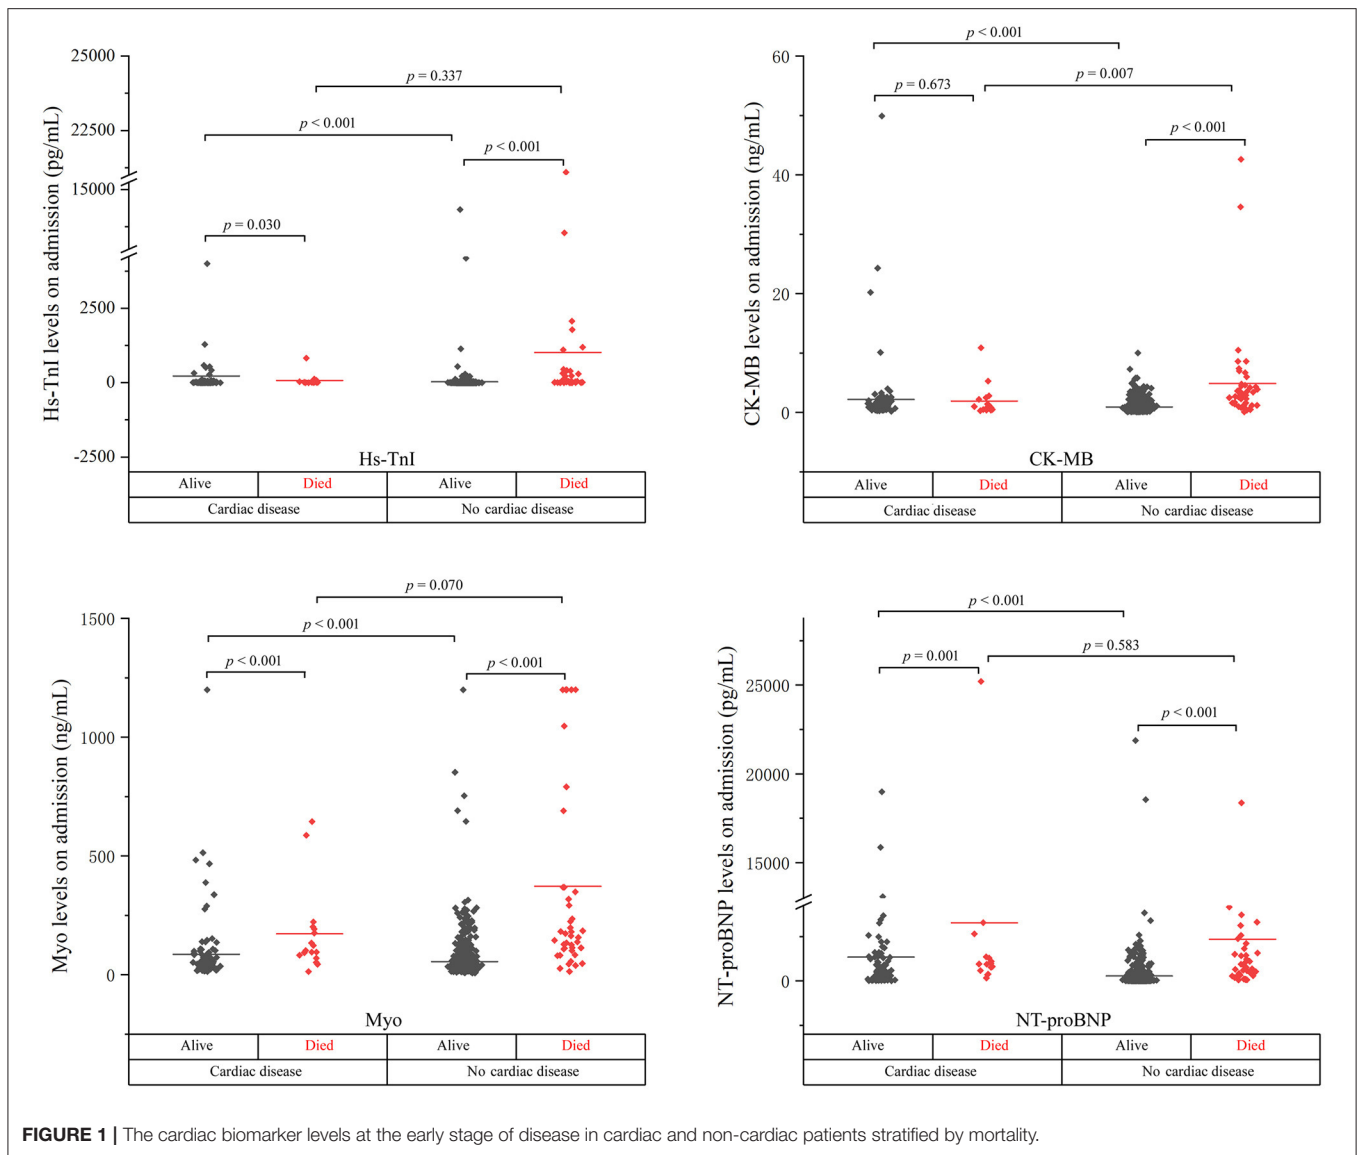 25000
22500
15000
2500
0
-2500
Hs-TnI levels on admission (pg/mL)
p = 0.337
p < 0.001
p < 0.001
p = 0.030
Hs-TnI
Alive Died Alive Died
Cardiac disease No cardiac disease
60
40
20
0
CK-MB levels on admission (ng/mL)
p < 0.001
p = 0.007
p = 0.673
p < 0.001
CK-MB
Alive Died Alive Died
Cardiac disease No cardiac disease
1500
1000
500
0
Myo levels on admission (ng/mL)
p = 0.070
p < 0.001
p < 0.001
p < 0.001
Myo
Alive Died Alive Died
Cardiac disease No cardiac disease
25000
20000
15000
0
NT-proBNP levels on admission (pg/mL)
p < 0.001
p = 0.583
p = 0.001
p < 0.001
NT-proBNP
Alive Died Alive Died
Cardiac disease No cardiac disease
FIGURE 1 | The cardiac biomarker levels at the early stage of disease in cardiac and non-cardiac patients stratified by mortality.